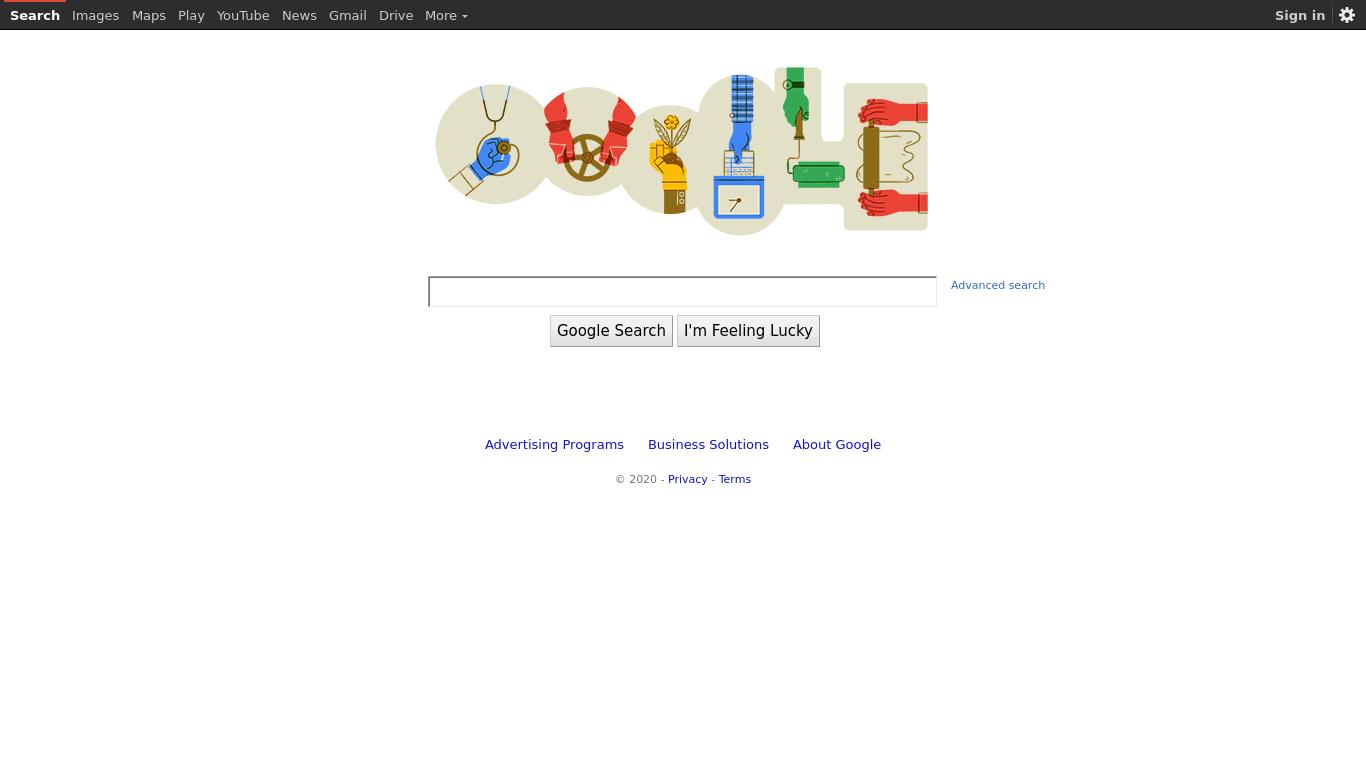 Search Images Maps Play YouTube News Gmail Drive More Sign in
Advanced search
Google Search I'm Feeling Lucky
Advertising Programs Business Solutions About Google
© 2020 - Privacy - Terms